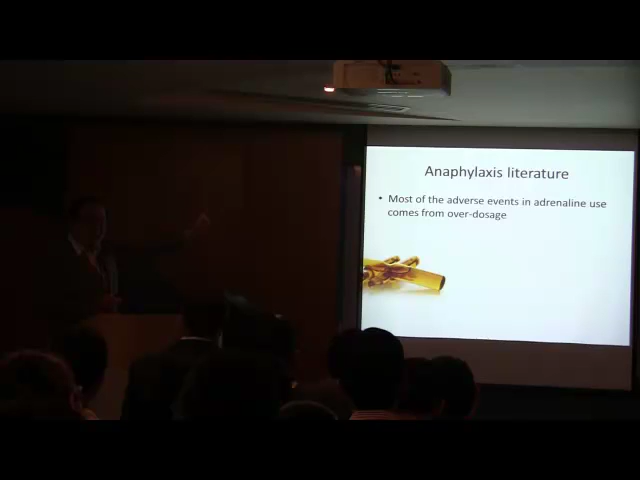 Anaphylaxis literature
• Most of the adverse events in adrenaline use
comes from over-dosage